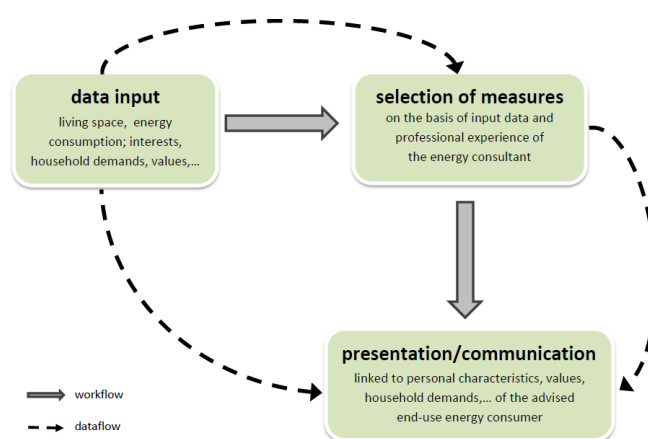 data input
living space, energy
consumption; interests,
household demands, values,...
selection of measures
on the basis of input data and
professional experience of
the energy consultant
presentation/communication
linked to personal characteristics, values,
household demands,... of the advised
end-use energy consumer
workflow
dataflow